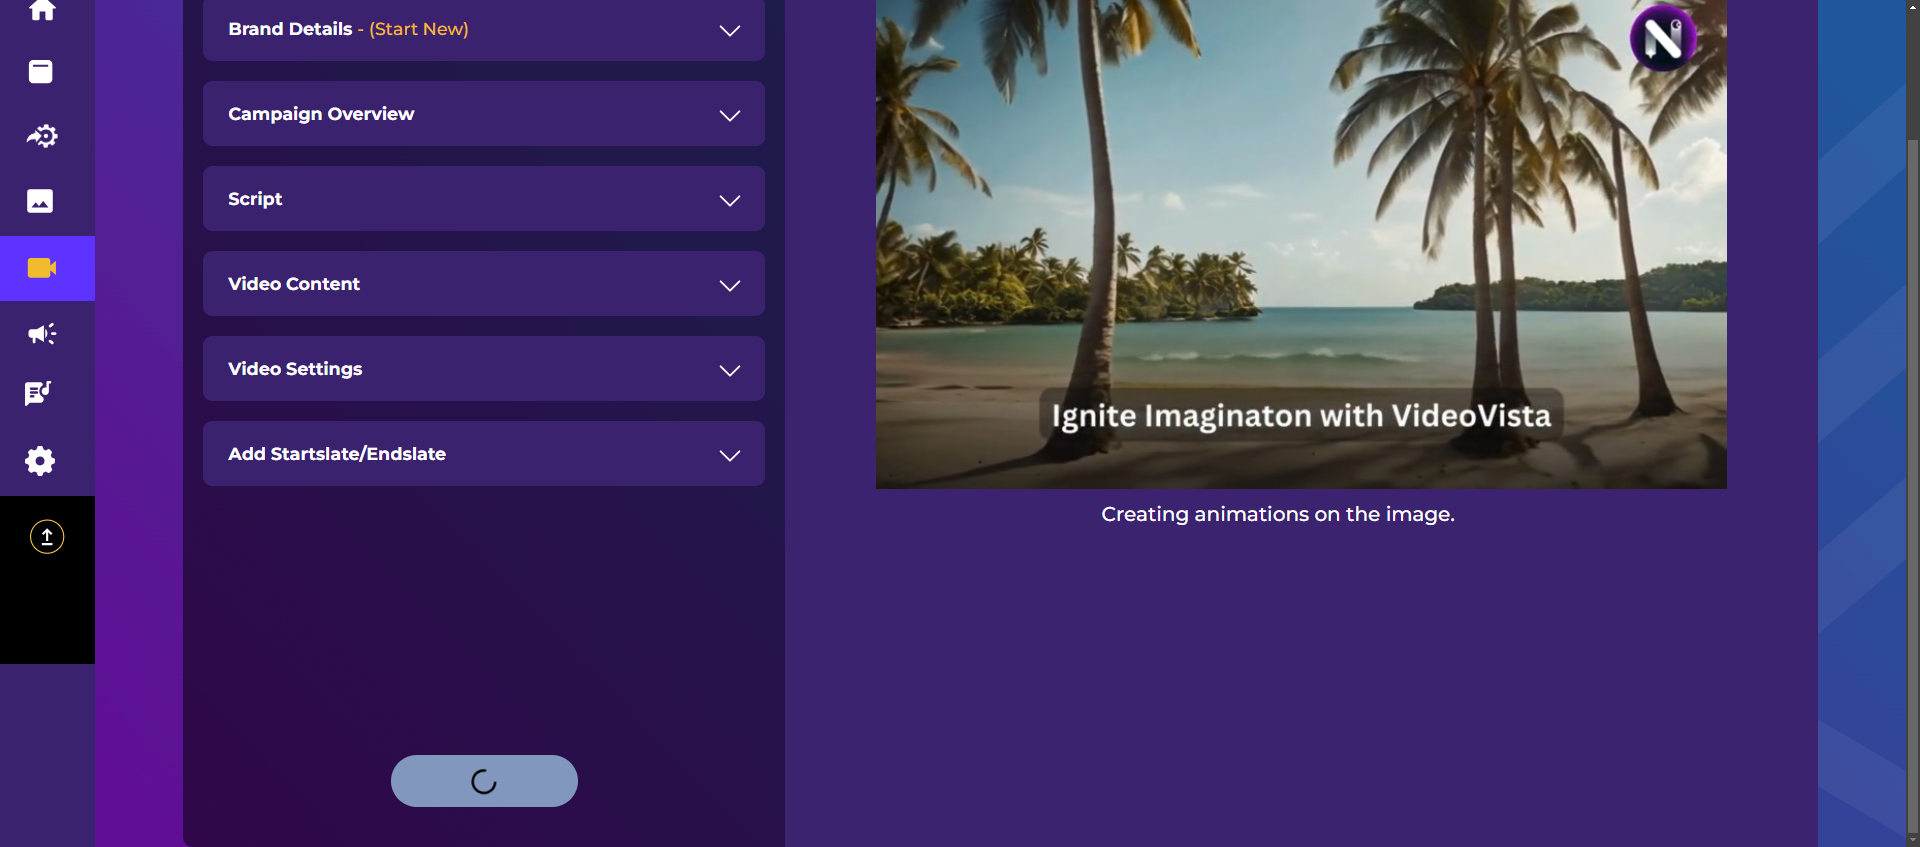 Brand Details - (Start New)
Campaign Overview
Script
Video Content
Video Settings
Add Startslate/Endslate
N
Ignite Imaginaton with VideoVista
Creating animations on the image.